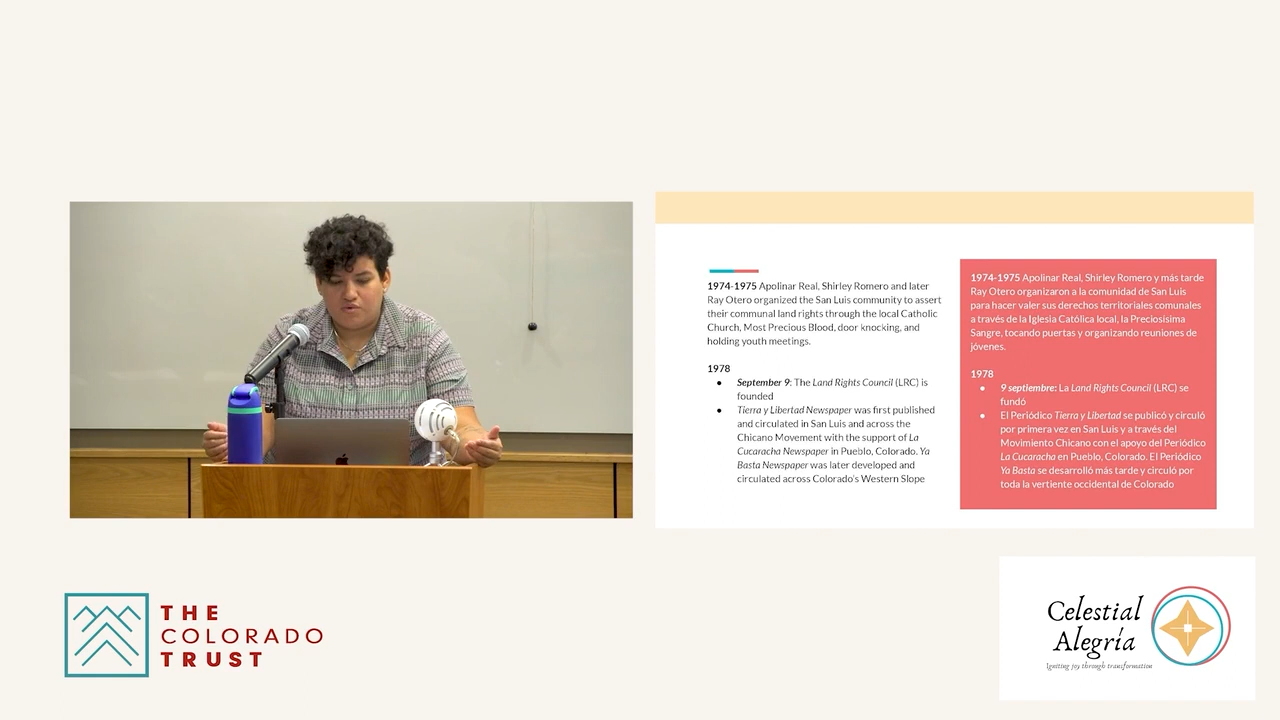 1974-1975 Apolinar Real, Shirley Romero and later
Ray Otero organized the San Luis community to assert
their communal land rights through the local Catholic
Church, Most Precious Blood, door knocking, and
holding youth meetings.
1978
● September 9: The Land Rights Council (LRC) is
founded
● Tierra y Libertad Newspaper was first published
and circulated in San Luis and across the
Chicano Movement with the support of La
Cucaracha Newspaper in Pueblo, Colorado. Ya
Basta Newspaper was later developed and
circulated across Colorado's Western Slope
1974-1975 Apolinar Real, Shirley Romero y más tarde
Ray Otero organizaron a la comunidad de San Luis
para hacer valer sus derechos territoriales comunales
a través de la Iglesia Católica local, la Preciosisima
Sangre, tocando puertas y organizando reuniones de
jóvenes.
1978
● 9 septiembre: La Land Rights Council (LRC) se
fundó
● El Periódico Tierra y Libertad se publicó y circuló
por primera vez en San Luis y a través del
Movimiento Chicano con el apoyo del Periódico
La Cucaracha en Pueblo, Colorado. El Periódico
Ya Basta se desarrolló más tarde y circuló por
toda la vertiente occidental de Colorado
THE
COLORADO
TRUST
Celestial
Alegría
Igniting joy through transformation